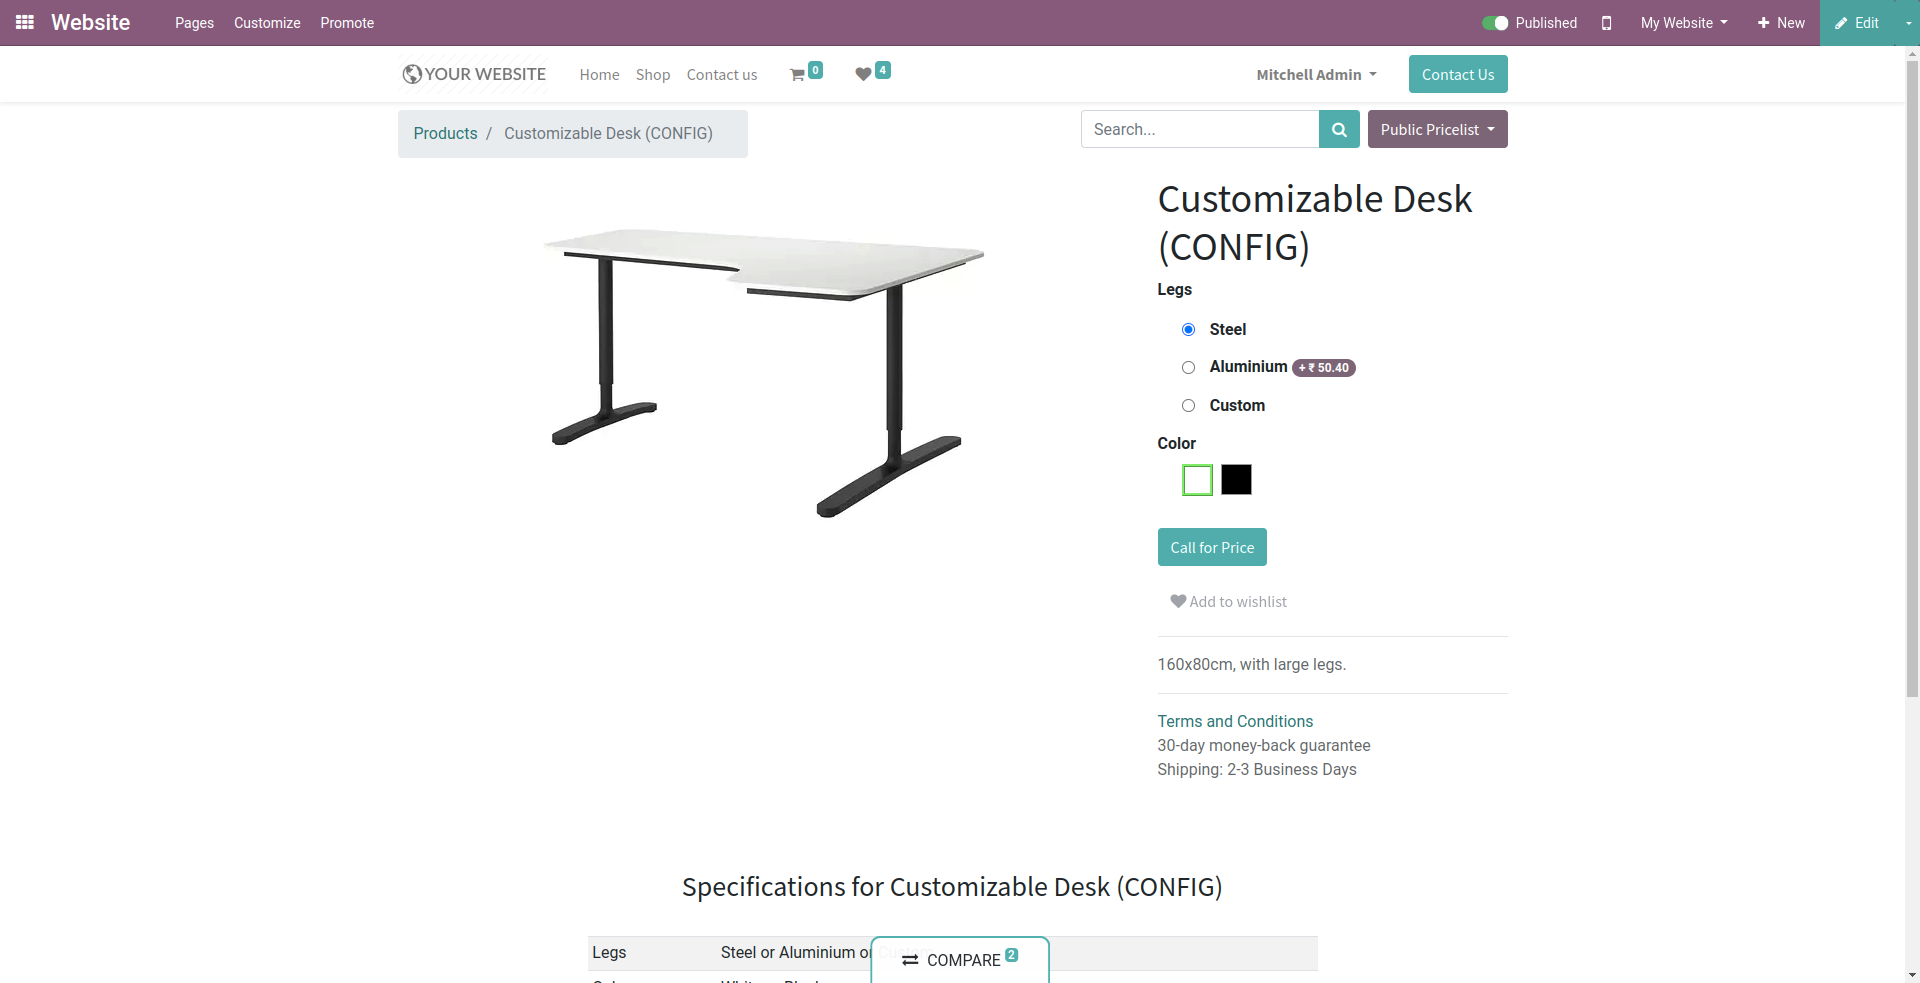 Website Pages Customize Promote Published My Website New Edit
YOUR WEBSITE Home Shop Contact us 0 4 Mitchell Admin Contact Us
Products / Customizable Desk (CONFIG) Search... Public Pricelist
Customizable Desk
(CONFIG)
Legs
Steel
Aluminium + ₹ 50.40
Custom
Color
Call for Price
Add to wishlist
160x80cm, with large legs.
Terms and Conditions
30-day money-back guarantee
Shipping: 2-3 Business Days
Specifications for Customizable Desk (CONFIG)
Legs Steel or Aluminium or
COMPARE 2